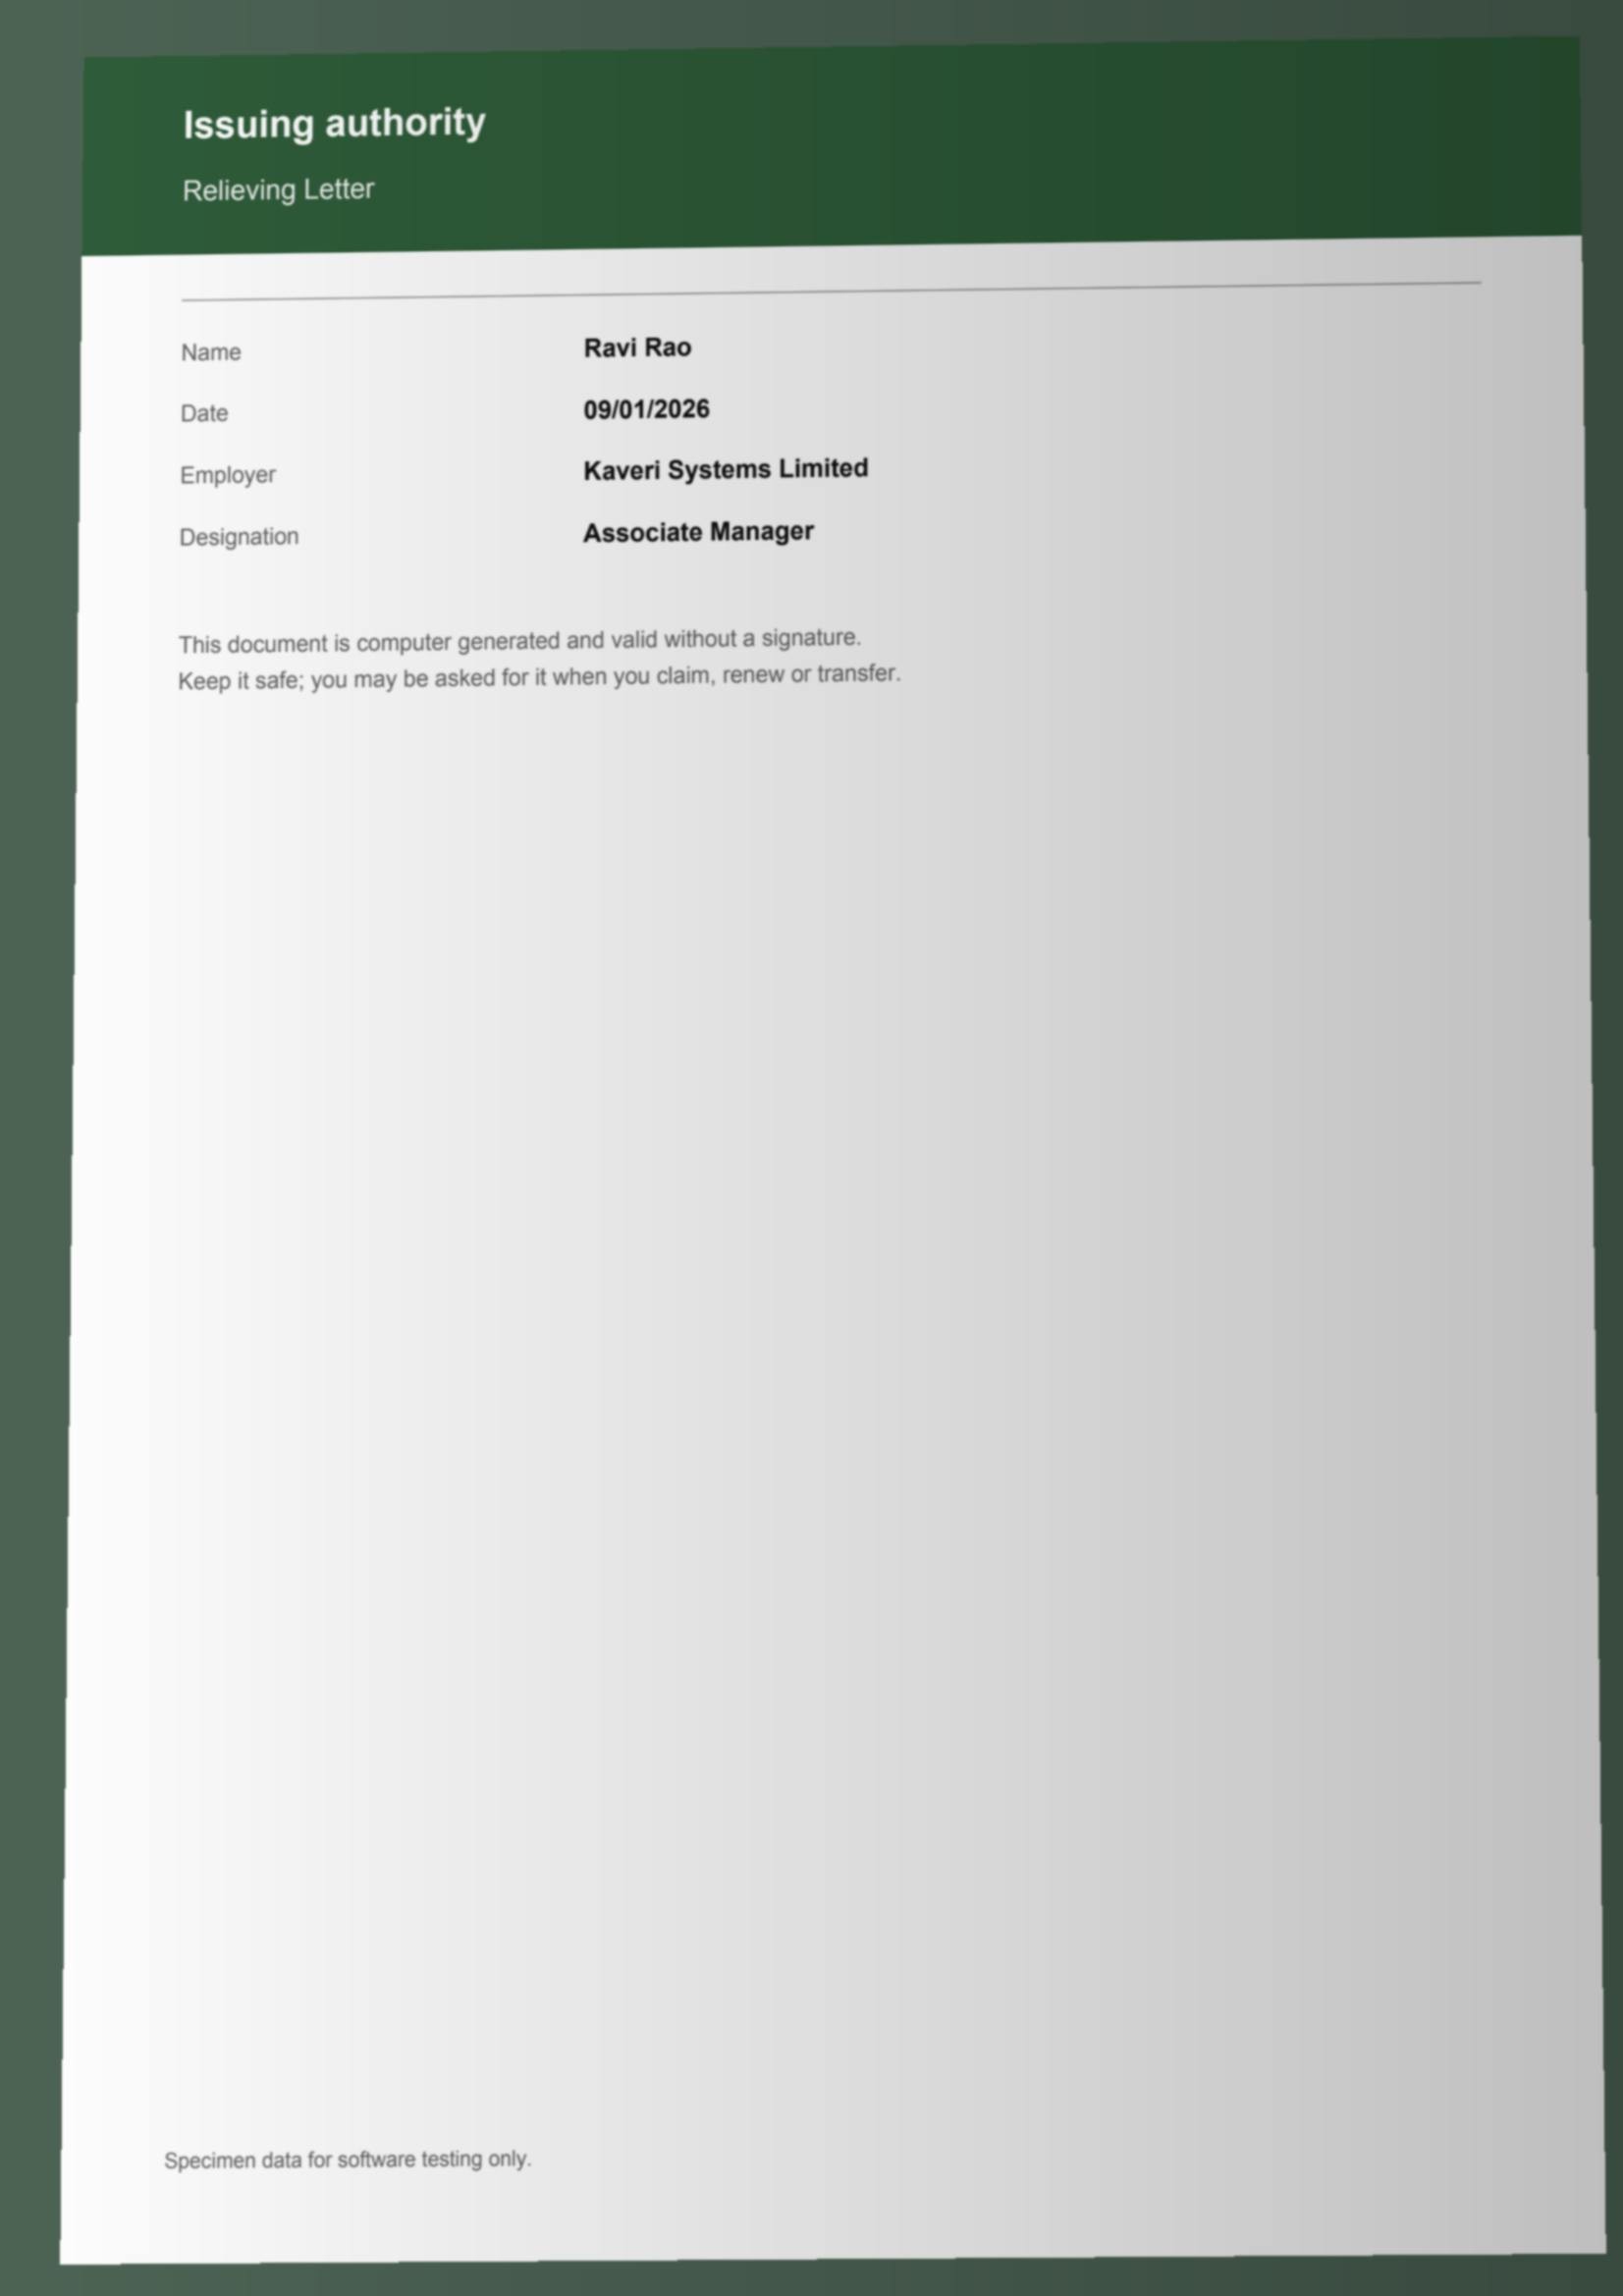 Issuing authority
Relieving Letter
Name Ravi Rao
Date 09/01/2026
Employer Kaveri Systems Limited
Designation Associate Manager
This document is computer generated and valid without a signature.
Keep it safe; you may be asked for it when you claim, renew or transfer.
Specimen data for software testing only.